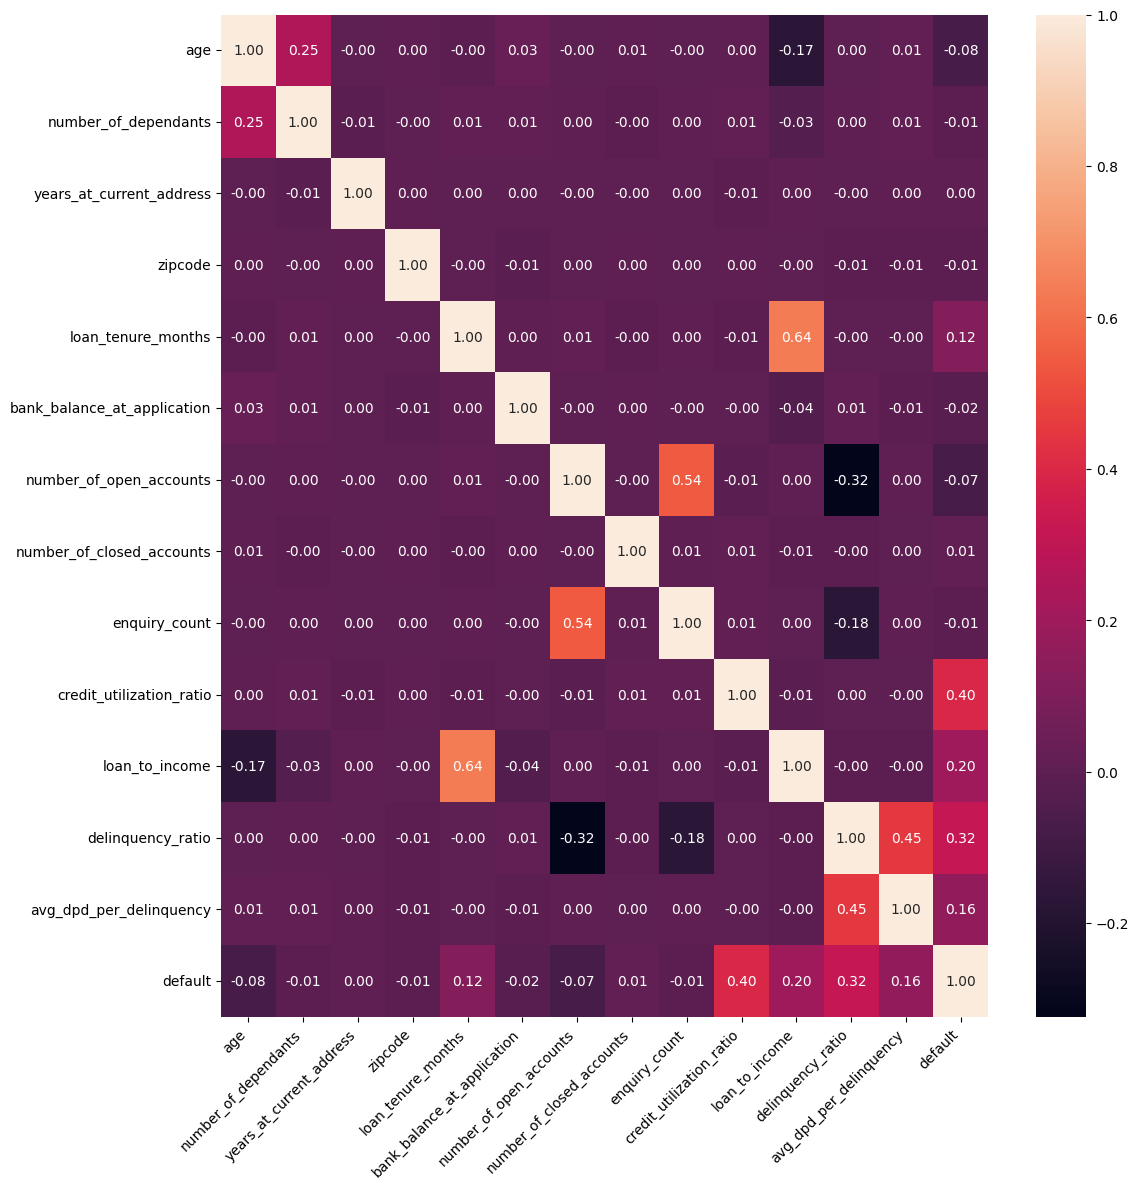 age 1.00 0.25 -0.00 0.00 -0.00 0.03 -0.00 0.01 -0.00 0.00 -0.17 0.00 0.01 -0.08
number_of_dependants 0.25 1.00 -0.01 -0.00 0.01 0.01 0.00 -0.00 0.00 0.01 -0.03 0.00 0.01 -0.01
years_at_current_address -0.00 -0.01 1.00 0.00 0.00 0.00 -0.00 -0.00 0.00 -0.01 0.00 -0.00 0.00 0.00
zipcode 0.00 -0.00 0.00 1.00 -0.00 -0.01 0.00 0.00 0.00 0.00 -0.00 -0.01 -0.01 -0.01
loan_tenure_months -0.00 0.01 0.00 -0.00 1.00 0.00 0.01 -0.00 0.00 -0.01 0.64 -0.00 -0.00 0.12
bank_balance_at_application 0.03 0.01 0.00 -0.01 0.00 1.00 -0.00 0.00 -0.00 -0.00 -0.04 0.01 -0.01 -0.02
number_of_open_accounts -0.00 0.00 -0.00 0.00 0.01 -0.00 1.00 -0.00 0.54 -0.01 0.00 -0.32 0.00 -0.07
number_of_closed_accounts 0.01 -0.00 -0.00 0.00 -0.00 0.00 -0.00 1.00 0.01 0.01 -0.01 -0.00 0.00 0.01
enquiry_count -0.00 0.00 0.00 0.00 0.00 -0.00 0.54 0.01 1.00 0.01 0.00 -0.18 0.00 -0.01
credit_utilization_ratio 0.00 0.01 -0.01 0.00 -0.01 -0.00 -0.01 0.01 0.01 1.00 -0.01 0.00 -0.00 0.40
loan_to_income -0.17 -0.03 0.00 -0.00 0.64 -0.04 0.00 -0.01 0.00 -0.01 1.00 -0.00 -0.00 0.20
delinquency_ratio 0.00 0.00 -0.00 -0.01 -0.00 0.01 -0.32 -0.00 -0.18 0.00 -0.00 1.00 0.45 0.32
avg_dpd_per_delinquency 0.01 0.01 0.00 -0.01 -0.00 -0.01 0.00 0.00 0.00 -0.00 -0.00 0.45 1.00 0.16
default -0.08 -0.01 0.00 -0.01 0.12 -0.02 -0.07 0.01 -0.01 0.40 0.20 0.32 0.16 1.00
age
number_of_dependants
years_at_current_address
zipcode
loan_tenure_months
bank_balance_at_application
number_of_open_accounts
number_of_closed_accounts
enquiry_count
credit_utilization_ratio
loan_to_income
delinquency_ratio
avg_dpd_per_delinquency
default
1.0
0.8
0.6
0.4
0.2
0.0
−0.2